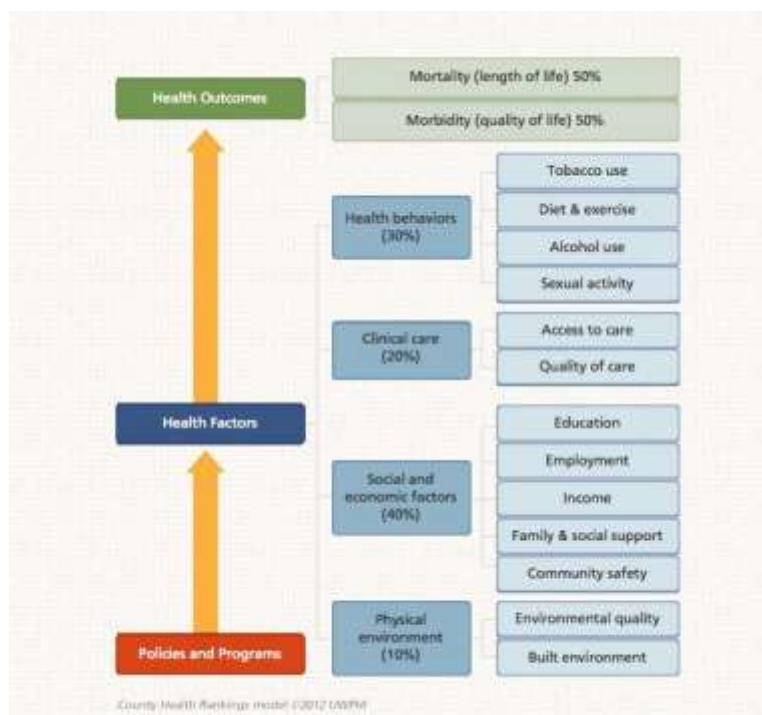 Health Outcomes
Mortality (length of life) 50%
Morbidity (quality of life) 50%
Health behaviors
(30%)
Tobacco use
Diet & exercise
Alcohol use
Sexual activity
Clinical care
(20%)
Access to care
Quality of care
Health Factors
Social and
economic factors
(40%)
Education
Employment
Income
Family & social support
Community safety
Policies and Programs
Physical
environment
(10%)
Environmental quality
Built environment
County Health Rankings model ©2012 UWPHI